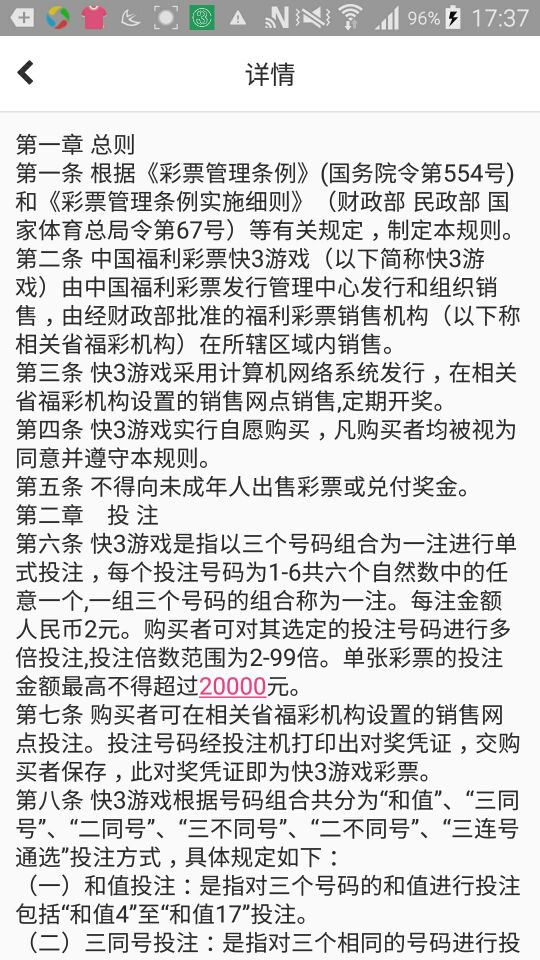 96% 17:37
详情
第一章 总则
第一条 根据《彩票管理条例》(国务院令第554号)
和《彩票管理条例实施细则》（财政部 民政部 国
家体育总局令第67号）等有关规定，制定本规则。
第二条 中国福利彩票快3游戏（以下简称快3游
戏）由中国福利彩票发行管理中心发行和组织销
售，由经财政部批准的福利彩票销售机构（以下称
相关省福彩机构）在所辖区域内销售。
第三条 快3游戏采用计算机网络系统发行，在相关
省福彩机构设置的销售网点销售,定期开奖。
第四条 快3游戏实行自愿购买，凡购买者均被视为
同意并遵守本规则。
第五条 不得向未成年人出售彩票或兑付奖金。
第二章　投 注
第六条 快3游戏是指以三个号码组合为一注进行单
式投注，每个投注号码为1-6共六个自然数中的任
意一个,一组三个号码的组合称为一注。每注金额
人民币2元。购买者可对其选定的投注号码进行多
倍投注,投注倍数范围为2-99倍。单张彩票的投注
金额最高不得超过20000元。
第七条 购买者可在相关省福彩机构设置的销售网
点投注。投注号码经投注机打印出对奖凭证，交购
买者保存，此对奖凭证即为快3游戏彩票。
第八条 快3游戏根据号码组合共分为“和值”、“三同
号”、“二同号”、“三不同号”、“二不同号”、“三连号
通选”投注方式，具体规定如下：
（一）和值投注：是指对三个号码的和值进行投注
包括“和值4”至“和值17”投注。
（二）三同号投注：是指对三个相同的号码进行投